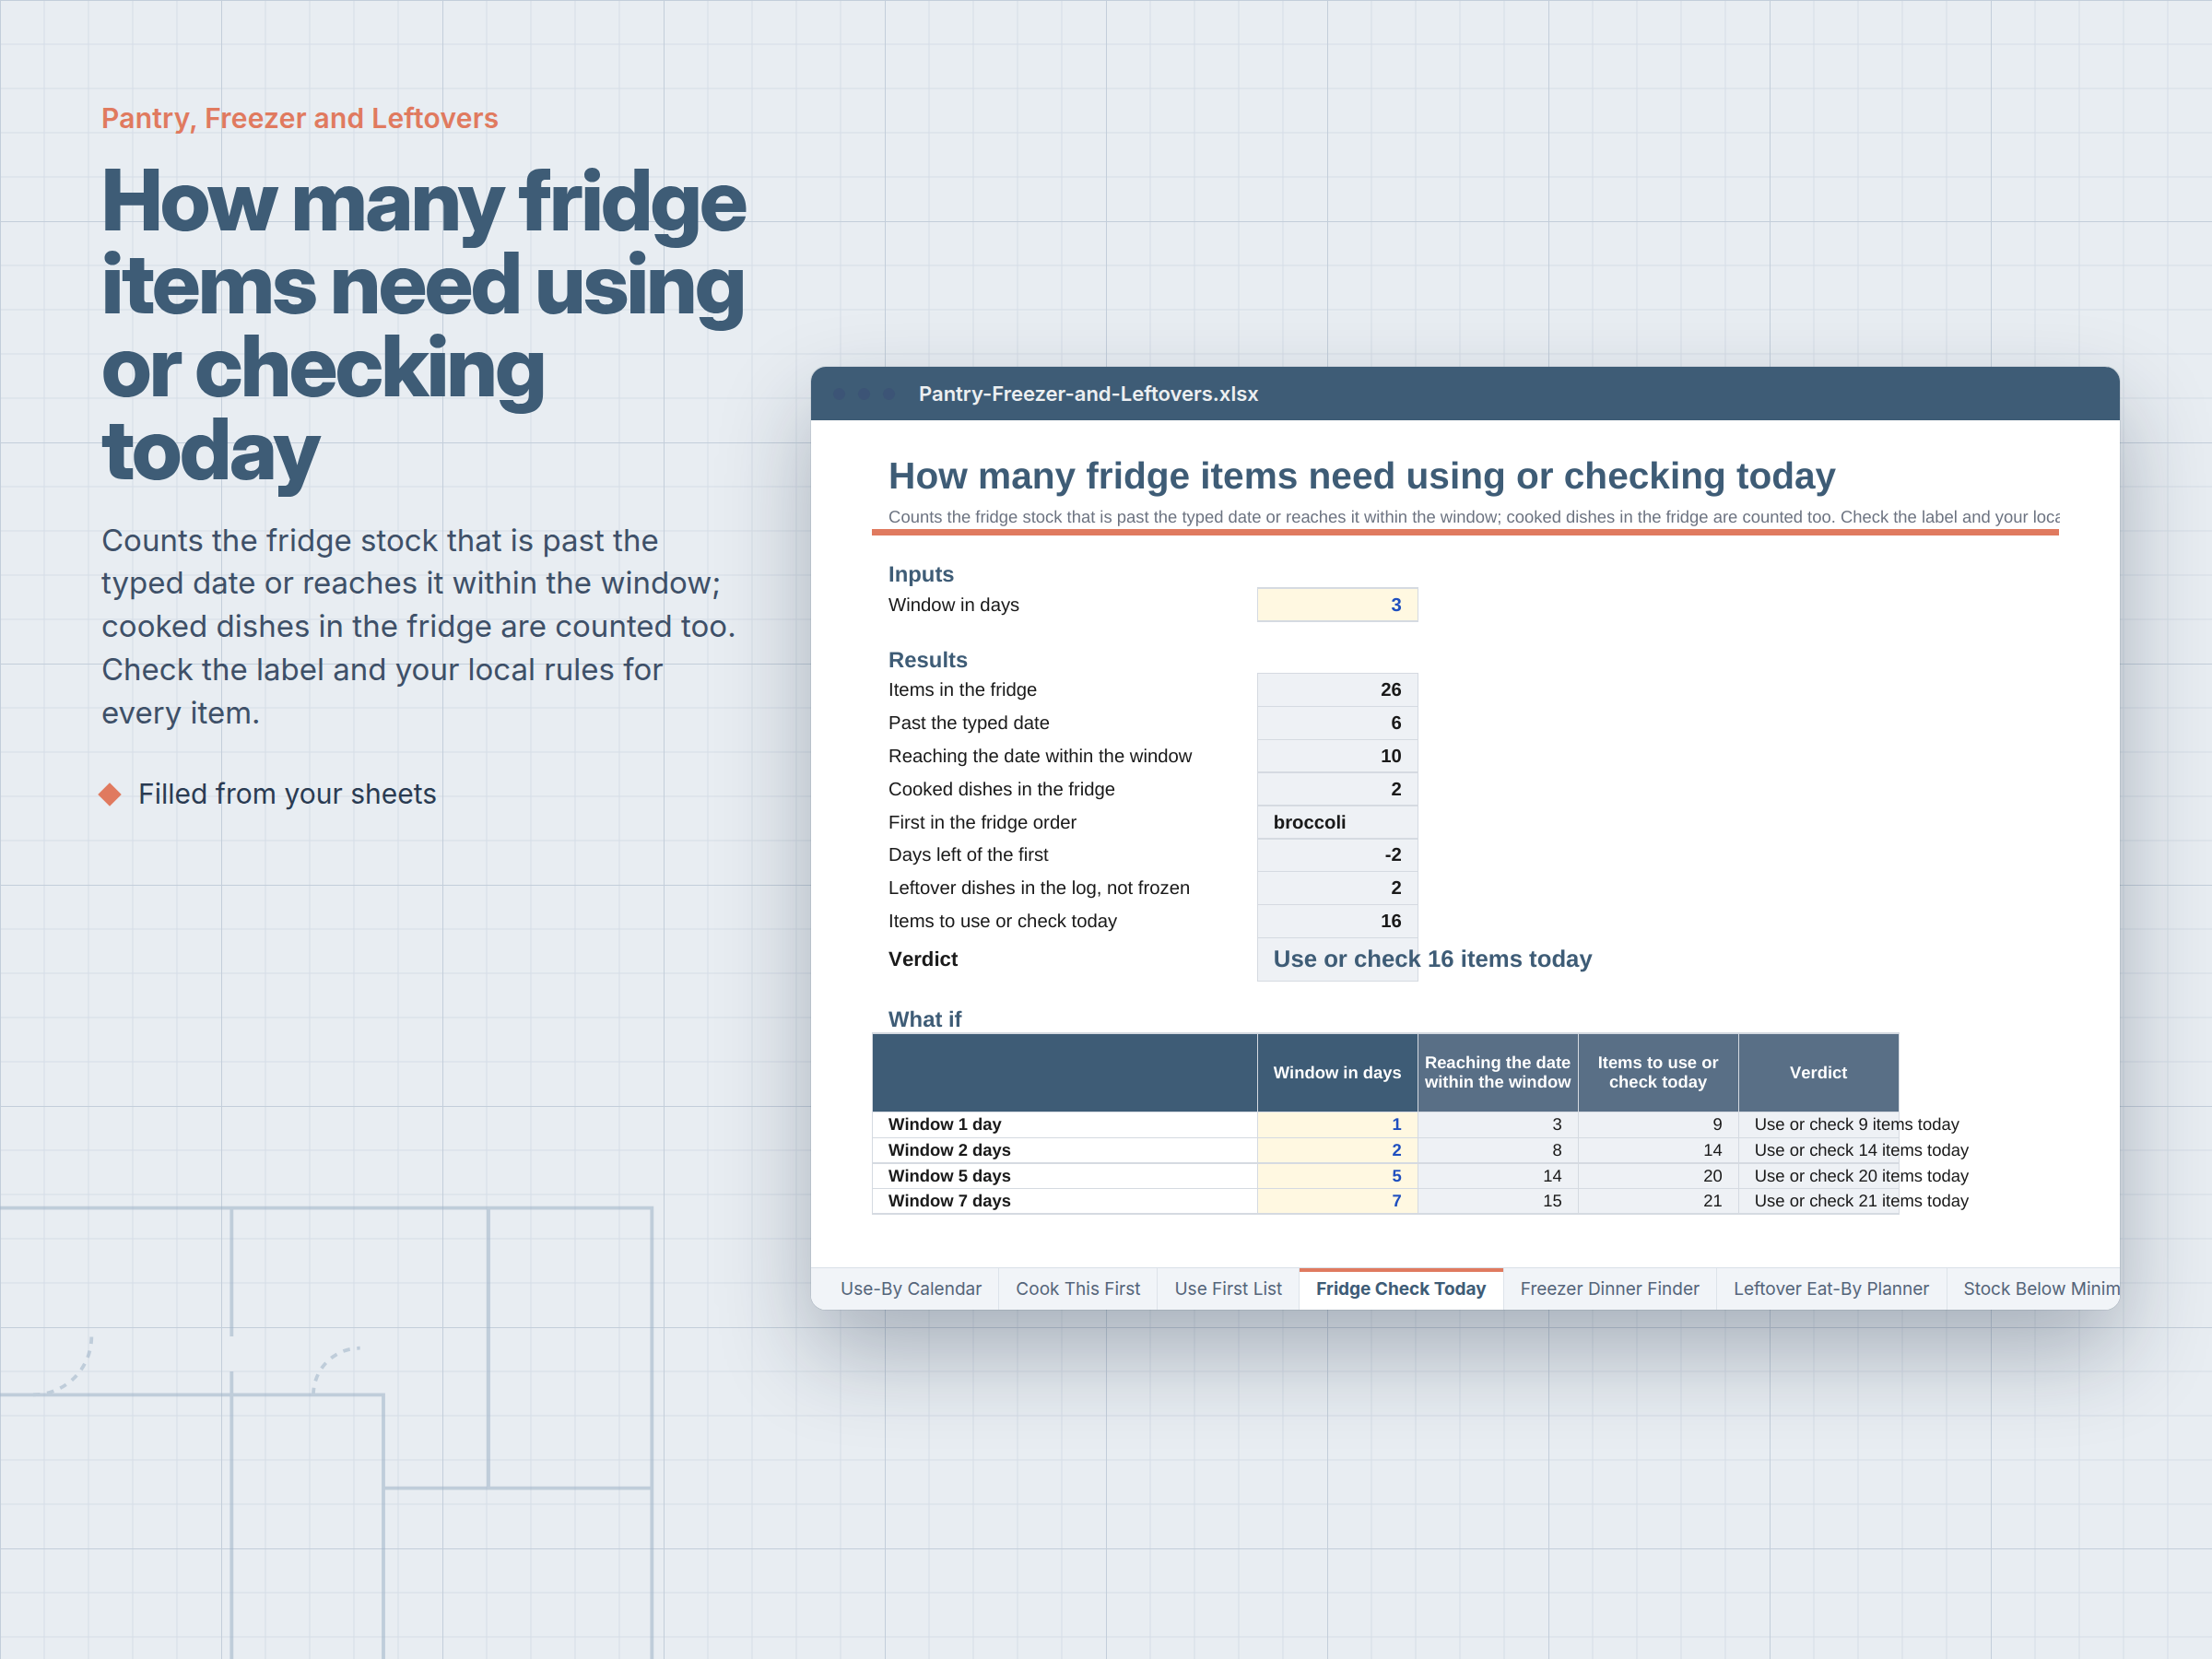 Pantry, Freezer and Leftovers
How many fridge
items need using
or checking
today
Counts the fridge stock that is past the
typed date or reaches it within the window;
cooked dishes in the fridge are counted too.
Check the label and your local rules for
every item.
Filled from your sheets
Pantry-Freezer-and-Leftovers.xlsx
How many fridge items need using or checking today
Counts the fridge stock that is past the typed date or reaches it within the window; cooked dishes in the fridge are counted too. Check the label and your loca
Inputs
Window in days 3
Results
Items in the fridge 26
Past the typed date 6
Reaching the date within the window 10
Cooked dishes in the fridge 2
First in the fridge order broccoli
Days left of the first -2
Leftover dishes in the log, not frozen 2
Items to use or check today 16
Verdict Use or check 16 items today
What if
Window in days Reaching the date within the window Items to use or check today Verdict
Window 1 day 1 3 9 Use or check 9 items today
Window 2 days 2 8 14 Use or check 14 items today
Window 5 days 5 14 20 Use or check 20 items today
Window 7 days 7 15 21 Use or check 21 items today
Use-By Calendar Cook This First Use First List Fridge Check Today Freezer Dinner Finder Leftover Eat-By Planner Stock Below Minim